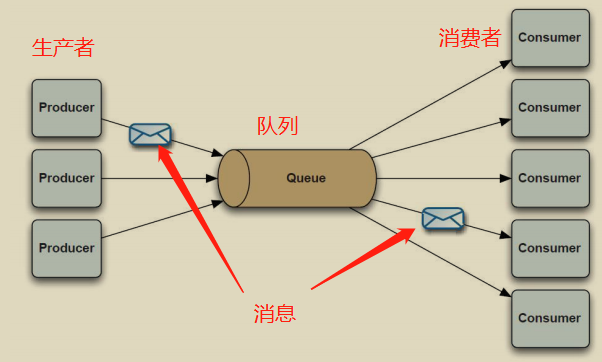 生产者
消费者
Consumer
Producer
队列
Consumer
Producer
Queue
Consumer
Producer
Consumer
消息
Consumer